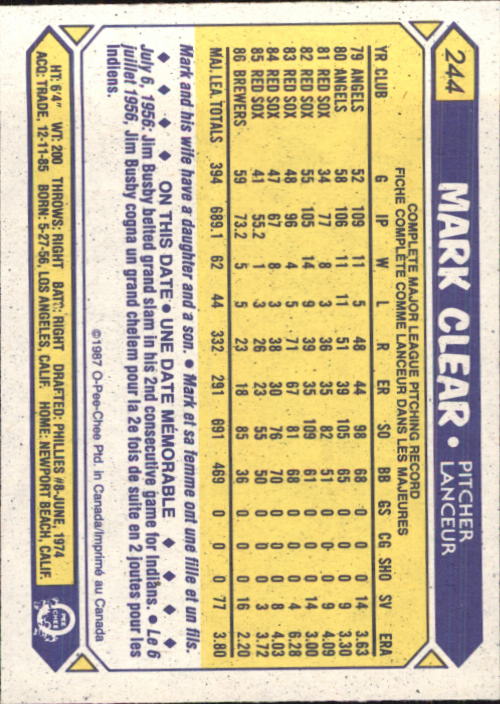 244
MARK CLEAR • PITCHER
LANCEUR
COMPLETE MAJOR LEAGUE PITCHING RECORD
FICHE COMPLÈTE COMME LANCEUR DANS LES MAJEURES
YR CLUB G IP W L R ER SO BB GS CG SHO SV ERA
79 ANGELS 52 109 11 5 48 44 98 68 0 0 0 14 3.63
80 ANGELS 58 106 11 11 51 39 105 65 0 0 0 9 3.30
81 RED SOX 34 77 8 3 36 35 82 51 0 0 0 9 4.09
82 RED SOX 55 105 14 9 39 35 109 61 0 0 0 14 3.00
83 RED SOX 48 96 4 5 71 67 81 68 0 0 0 4 6.28
84 RED SOX 47 67 8 3 38 30 76 70 0 0 0 8 4.03
85 RED SOX 41 55.2 1 3 26 23 55 50 0 0 0 3 3.72
86 BREWERS 59 73.2 5 5 23 18 85 36 0 0 0 16 2.20
MAJ. LEA. TOTALS 394 689.1 62 44 332 291 691 469 0 0 0 77 3.80
Mark and his wife have a daughter and a son. • Mark et sa femme ont une fille et un fils.
ON THIS DATE • UNE DATE MÉMORABLE
July 6, 1956: Jim Busby belted grand slam in his 2nd consecutive game for Indians. • Le 6
juillet 1956, Jim Busby cogna un grand chelem pour la 2e fois de suite en 2 joutes pour les
Indiens.
©1987 O-Pee-Chee Ptd. in Canada/Imprimé au Canada
HT: 6'4" WT: 200 THROWS: RIGHT BATS: RIGHT DRAFTED: PHILLIES #8-JUNE, 1974
ACQ: TRADE, 12-11-85 BORN: 5-27-56, LOS ANGELES, CALIF. HOME: NEWPORT BEACH, CALIF.
O
PEE
CHEE